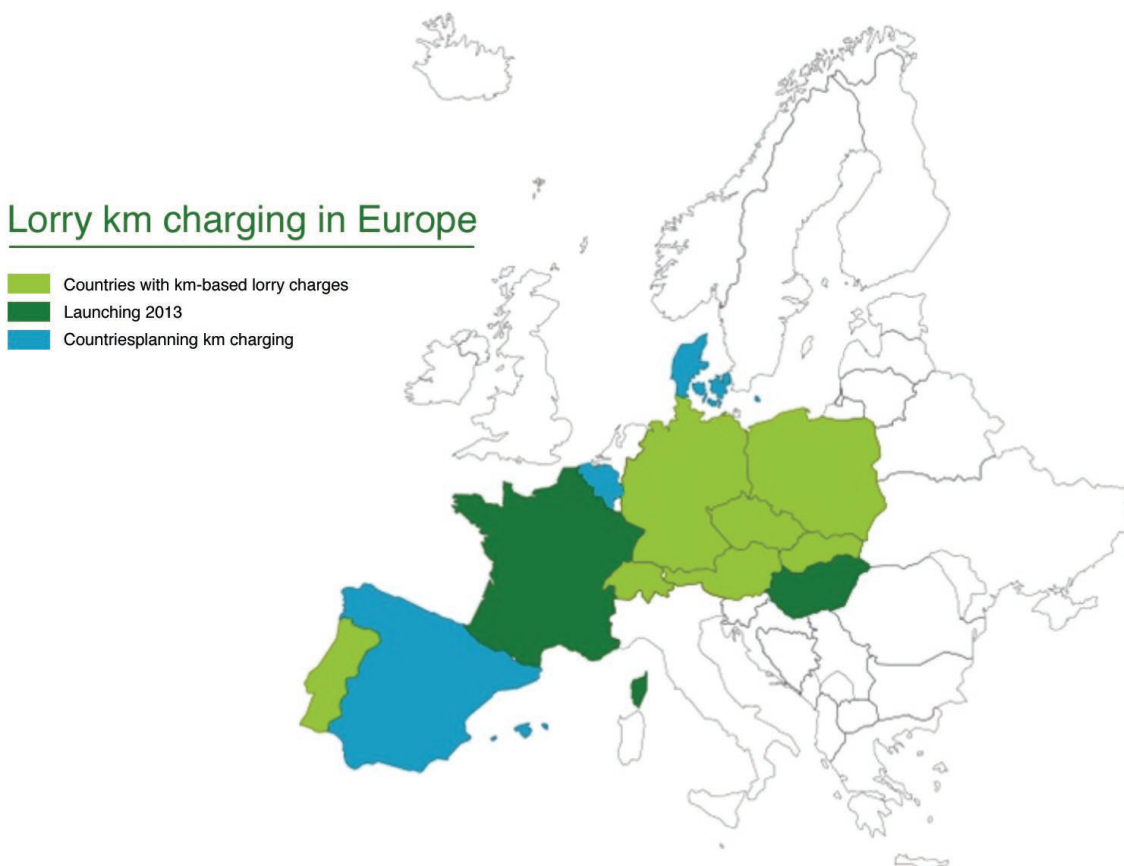 Lorry km charging in Europe
Countries with km-based lorry charges
Launching 2013
Countriesplanning km charging